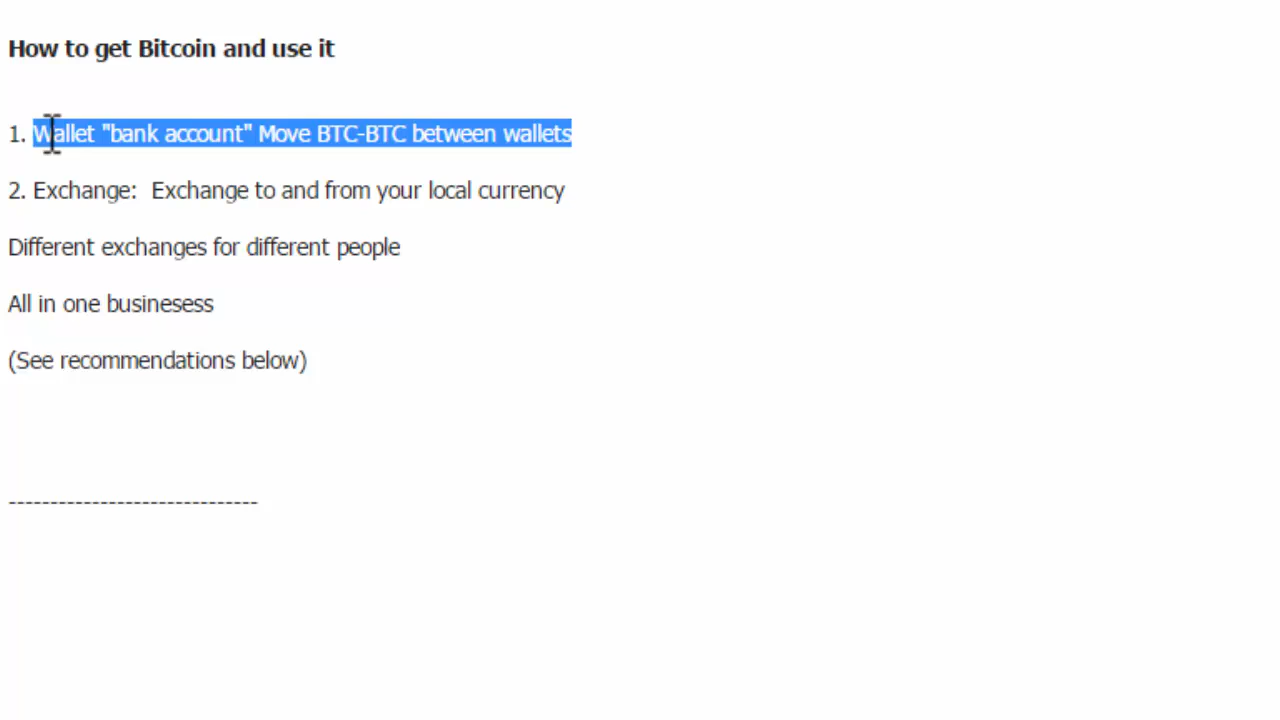 How to get Bitcoin and use it
1. Wallet "bank account" Move BTC-BTC between wallets
2. Exchange: Exchange to and from your local currency
Different exchanges for different people
All in one businesess
(See recommendations below)
------------------------------